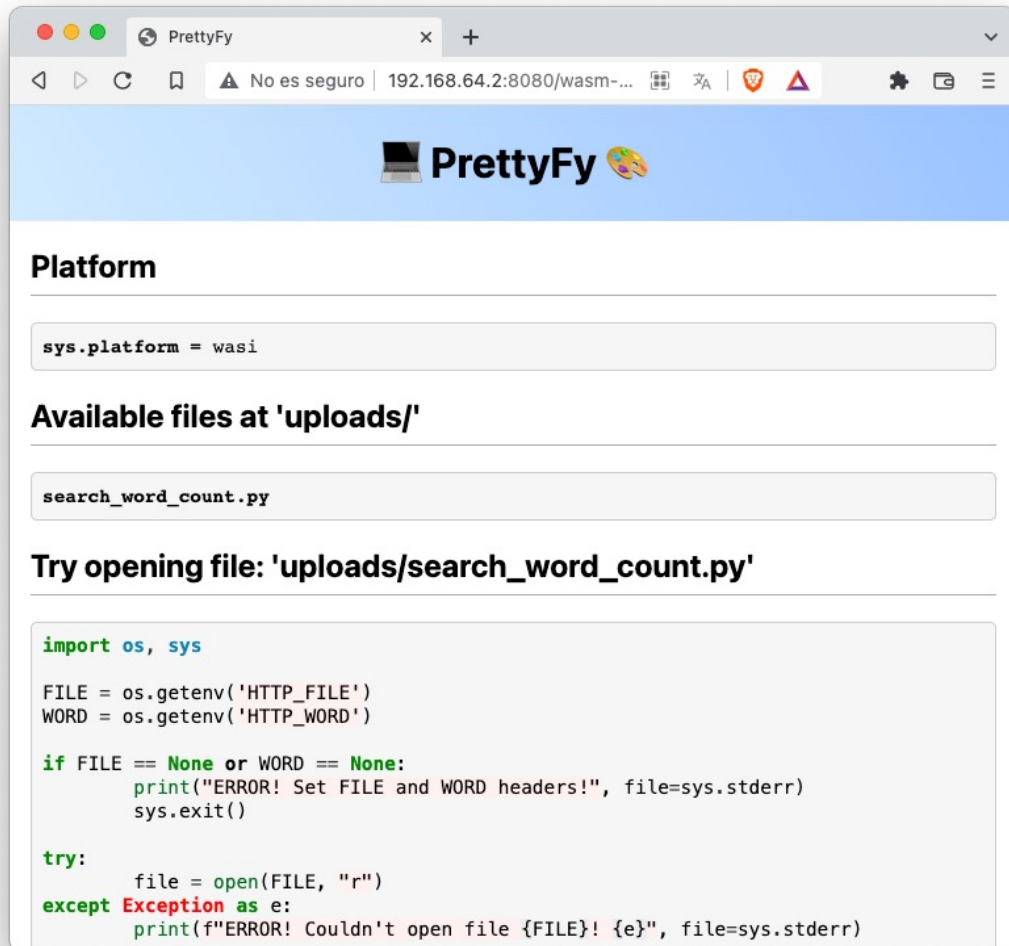 PrettyFy
No es seguro 192.168.64.2:8080/wasm-...
PrettyFy
Platform
sys.platform = wasi
Available files at 'uploads/'
search_word_count.py
Try opening file: 'uploads/search_word_count.py'
import os, sys
FILE = os.getenv('HTTP_FILE')
WORD = os.getenv('HTTP_WORD')
if FILE == None or WORD == None:
print("ERROR! Set FILE and WORD headers!", file=sys.stderr)
sys.exit()
try:
file = open(FILE, "r")
except Exception as e:
print(f"ERROR! Couldn't open file {FILE}! {e}", file=sys.stderr)